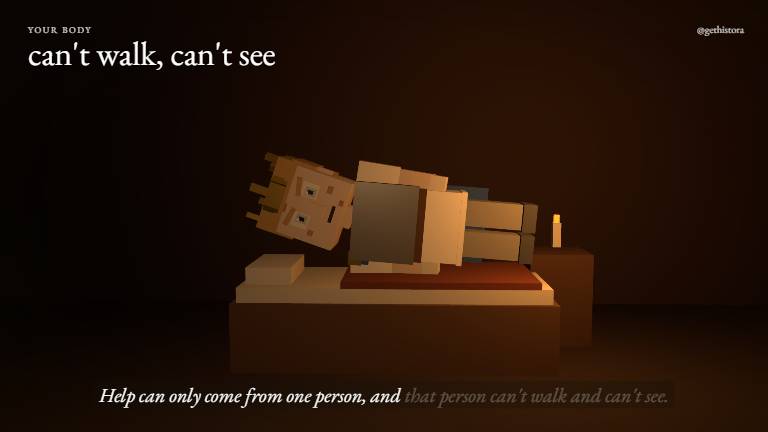 YOUR BODY
can't walk, can't see
@gethistora
Help can only come from one person, and that person can't walk and can't see.